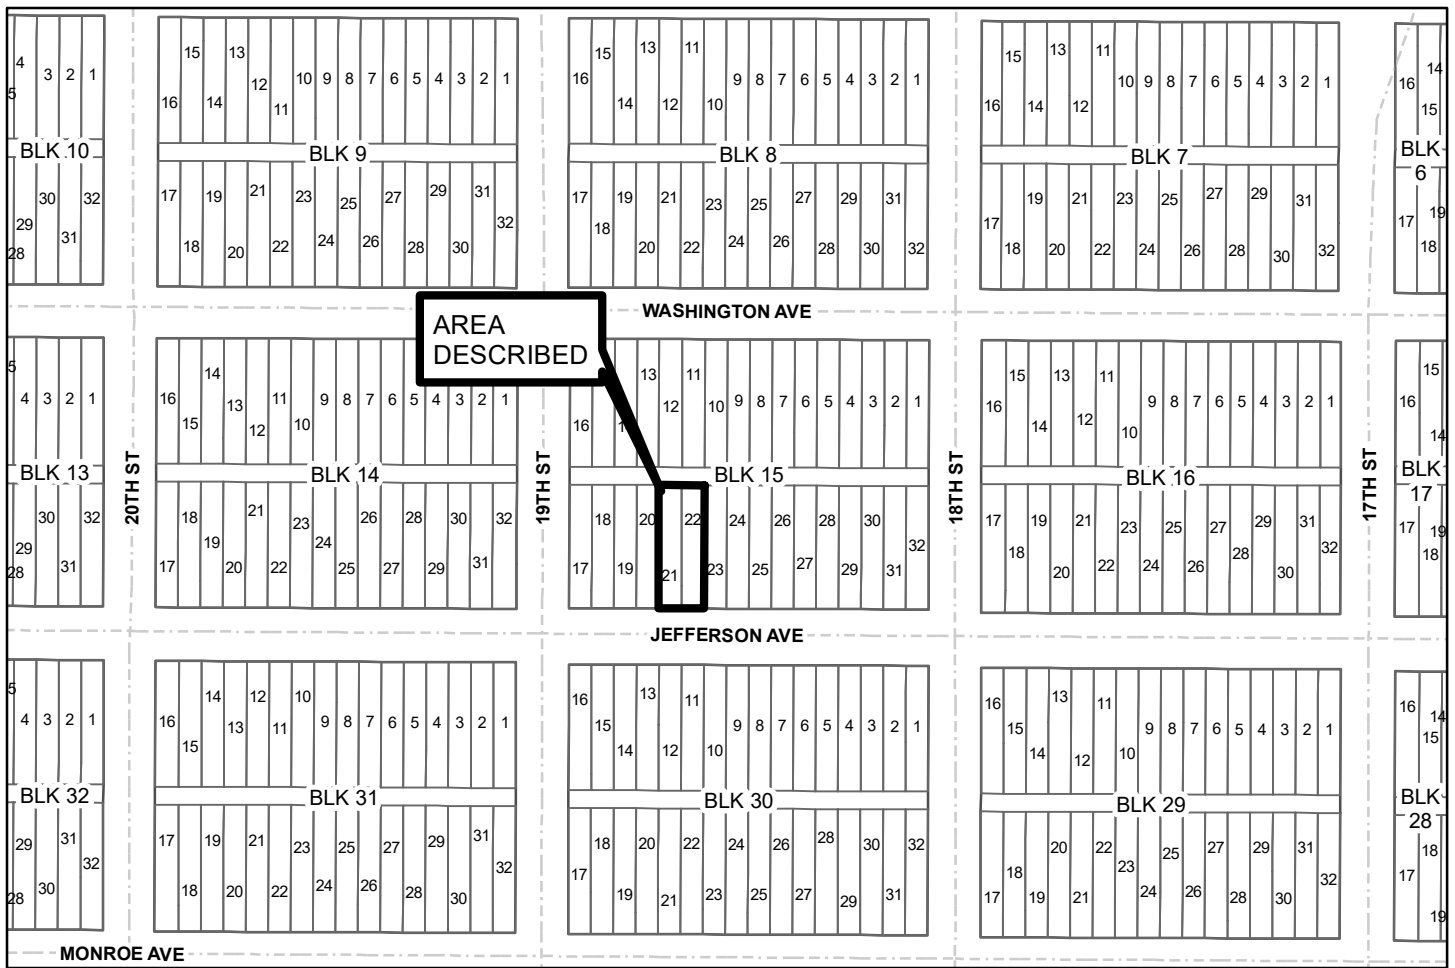 4 3 2 1
5
BLK 10
30 32
29 31
28
15 13 12 10 9 8 7 6 5 4 3 2 1
16 14 11
BLK 9
17 19 21 23 25 27 29 31
18 20 22 24 26 28 30 32
15 13 11
16 14 12 10 9 8 7 6 5 4 3 2 1
BLK 8
17 19 21 23 25 27 29 31
18 20 22 24 26 28 30 32
15 13 11
16 14 12 10 9 8 7 6 5 4 3 2 1
BLK 7
17 19 21 23 25 27 29 31
18 20 22 24 26 28 30 32
14
16 15
BLK
6
17 19
18
WASHINGTON AVE
AREA
DESCRIBED
5
4 3 2 1
BLK 13
30 32
29 31
28
20TH ST
16 14 13 11 9 8 7 6 5 4 3 2 1
15 12 10
BLK 14
18 21 23 26 28 30 32
17 19 20 22 24 25 27 29 31
19TH ST
13 11
16 12 10 9 8 7 6 5 4 3 2 1
BLK 15
18 20 22 24 26 28 30 32
17 19 21 23 25 27 29 31
18TH ST
15 13 11
16 14 12 10 9 8 7 6 5 4 3 2 1
BLK 16
17 19 21 23 25 27 29 31
18 20 22 24 26 28 30 32
17TH ST
15
16 14
BLK
17
17 19
18
JEFFERSON AVE
5
4 3 2 1
BLK 32
29 31 32
28 30
14 12 10
16 15 13 11 9 8 7 6 5 4 3 2 1
BLK 31
17 19 21 23 25 27 29 31
18 20 22 24 26 28 30 32
16 13 11
15 14 12 10 9 8 7 6 5 4 3 2 1
BLK 30
18 20 22 24 26 28 30 32
17 19 21 23 25 27 29 31
16 13 11
15 14 12 10 9 8 7 6 5 4 3 2 1
BLK 29
18 20 22 23 25 27 29 31
17 19 21 24 26 28 30 32
16 14
15
BLK
28
18
17 19
MONROE AVE